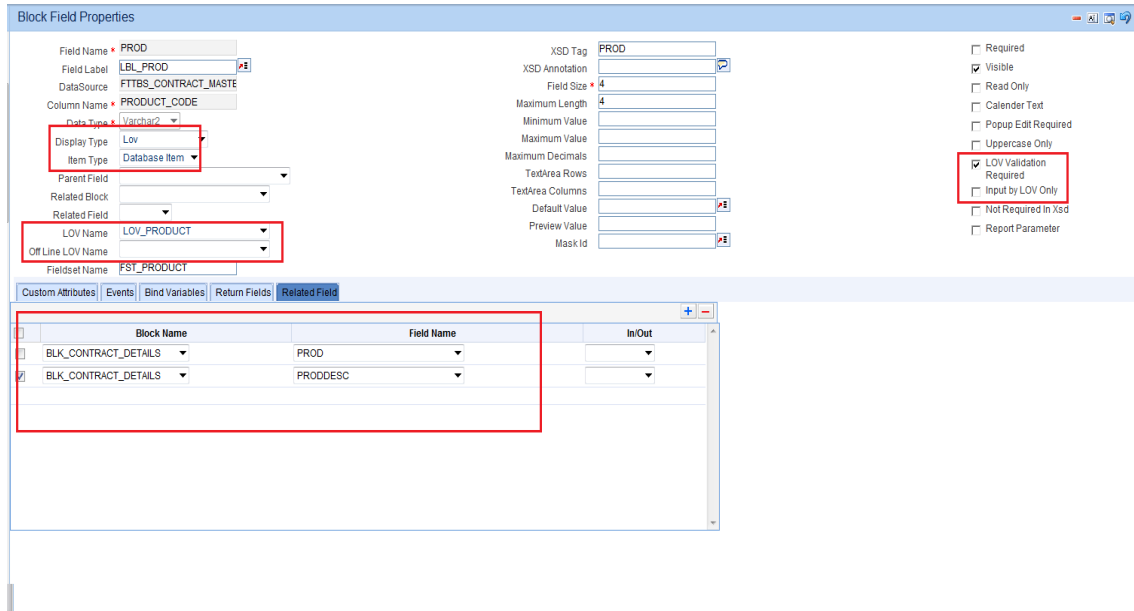 Block Field Properties
Field Name * PROD
Field Label LBL_PROD
DataSource FTTBS_CONTRACT_MASTE
Column Name * PRODUCT_CODE
Data Type * Varchar2
Display Type Lov
Item Type Database Item
Parent Field
Related Block
Related Field
LOV Name LOV_PRODUCT
Off Line LOV Name
Fieldset Name FST_PRODUCT
XSD Tag PROD
XSD Annotation
Field Size * 4
Maximum Length 4
Minimum Value
Maximum Value
Maximum Decimals
TextArea Rows
TextArea Columns
Default Value
Preview Value
Mask Id
Required
Visible
Read Only
Calender Text
Popup Edit Required
Uppercase Only
LOV Validation
Required
Input by LOV Only
Not Required In Xsd
Report Parameter
Custom Attributes Events Bind Variables Return Fields Related Field
Block Name Field Name In/Out
BLK_CONTRACT_DETAILS PROD
BLK_CONTRACT_DETAILS PRODDESC